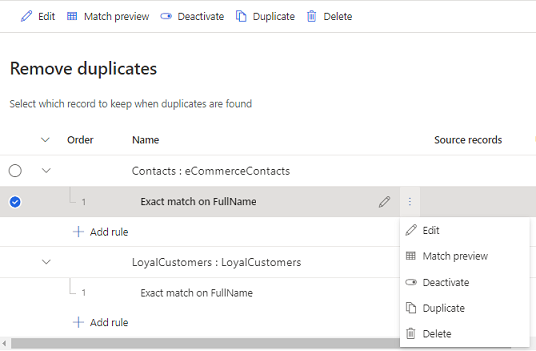 Edit Match preview Deactivate Duplicate Delete
Remove duplicates
Select which record to keep when duplicates are found
Order Name Source records
Contacts : eCommerceContacts
1 Exact match on FullName
Edit
Add rule
Match preview
LoyalCustomers : LoyalCustomers
Deactivate
1 Exact match on FullName
Duplicate
Add rule
Delete